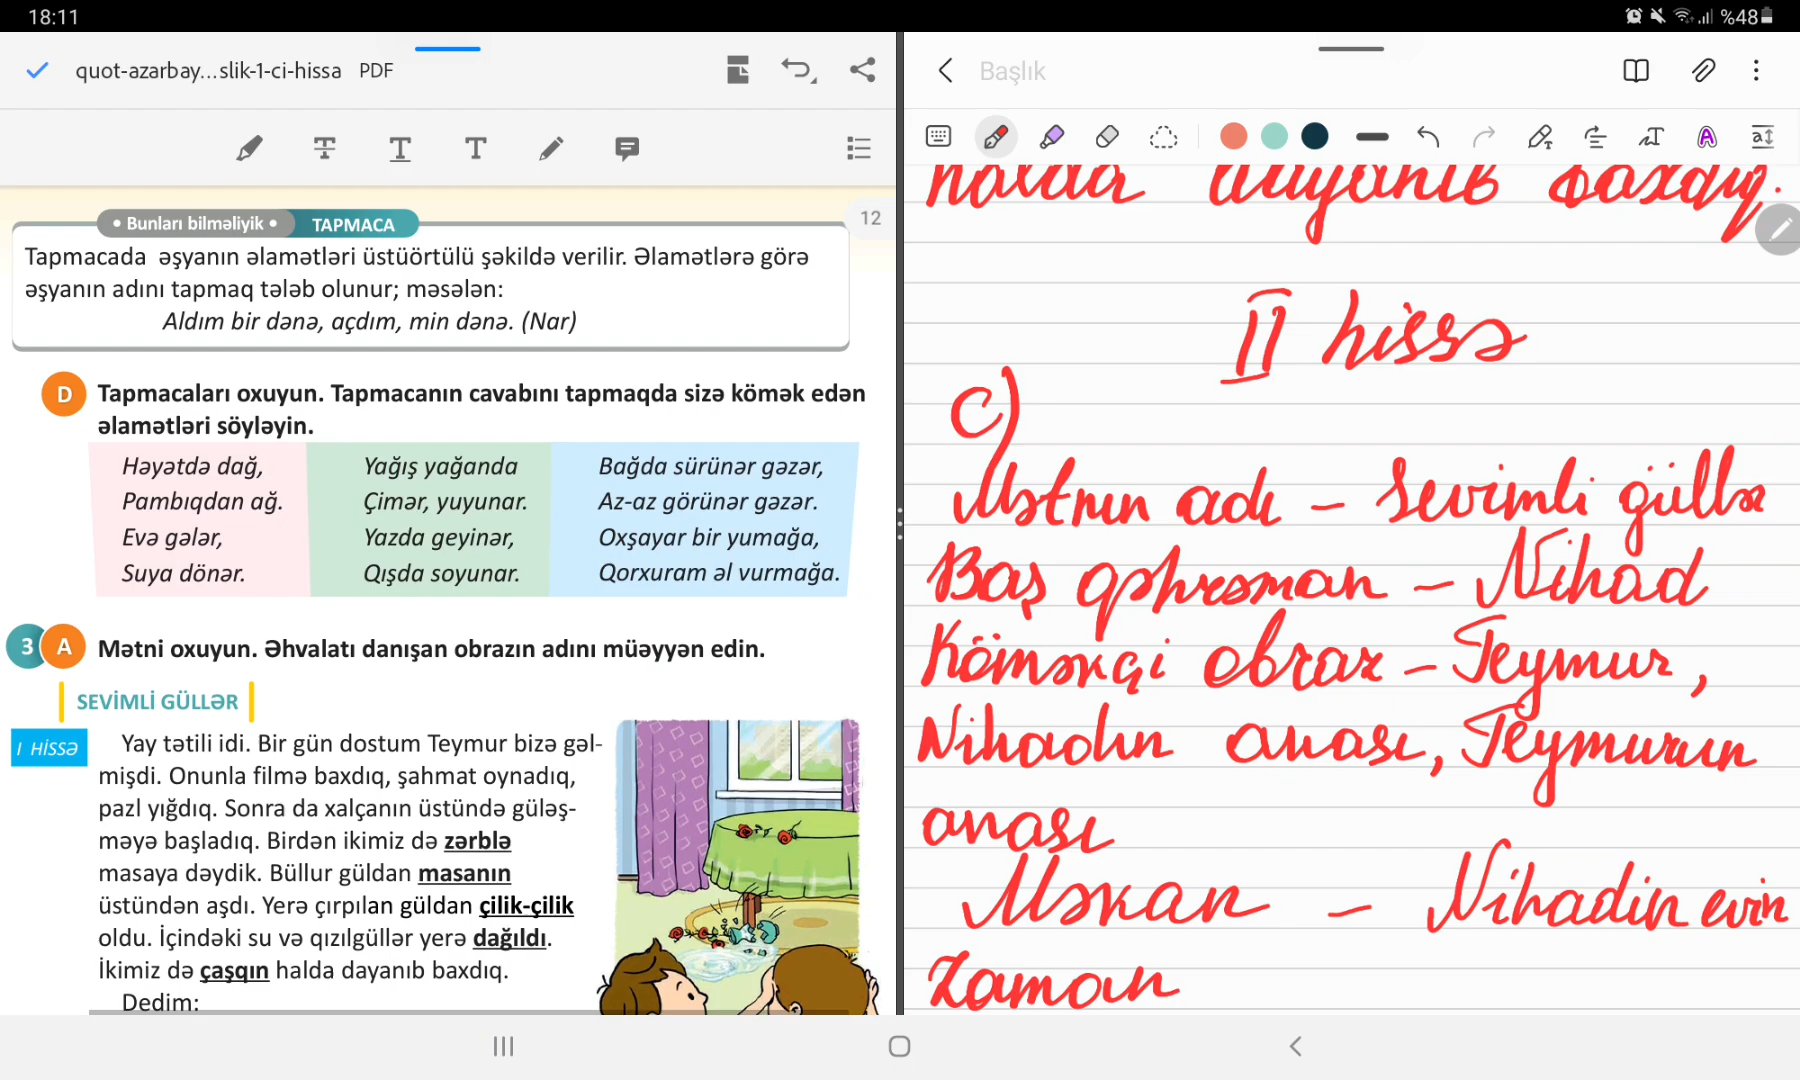 18:11
%48
quot-azarbay...slik-1-ci-hissa PDF
12
• Bunları bilməliyik • TAPMACA
Tapmacada əşyanın əlamətləri üstüörtülü şəkildə verilir. Əlamətlərə görə
əşyanın adını tapmaq tələb olunur; məsələn:
Aldım bir dənə, açdım, min dənə. (Nar)
D Tapmacaları oxuyun. Tapmacanın cavabını tapmaqda sizə kömək edən
əlamətləri söyləyin.
Həyətdə dağ,
Pambıqdan ağ.
Evə gələr,
Suya dönər.
Yağış yağanda
Çimər, yuyunar.
Yazda geyinər,
Qışda soyunar.
Bağda sürünər gəzər,
Az-az görünər gəzər.
Oxşayar bir yumağa,
Qorxuram əl vurmağa.
3 A Mətni oxuyun. Əhvalatı danışan obrazın adını müəyyən edin.
SEVİMLİ GÜLLƏR
I HİSSƏ
Yay tətili idi. Bir gün dostum Teymur bizə gəl-
mişdi. Onunla filmə baxdıq, şahmat oynadıq,
pazl yığdıq. Sonra da xalçanın üstündə güləş-
məyə başladıq. Birdən ikimiz də zərblə
masaya dəydik. Büllur güldan masanın
üstündən aşdı. Yerə çırpılan güldan çilik-çilik
oldu. İçindəki su və qızılgüllər yerə dağıldı.
İkimiz də çaşqın halda dayanıb baxdıq.
Dedim:
Başlık
halda dayanıb baxdıq.
II hissə
c)
Mətnin adı – Sevimli güllər
Baş qəhrəman – Nihad
Köməkçi obraz – Teymur,
Nihadın anası, Teymurun
anası
Məkan – Nihadin evin
Zaman